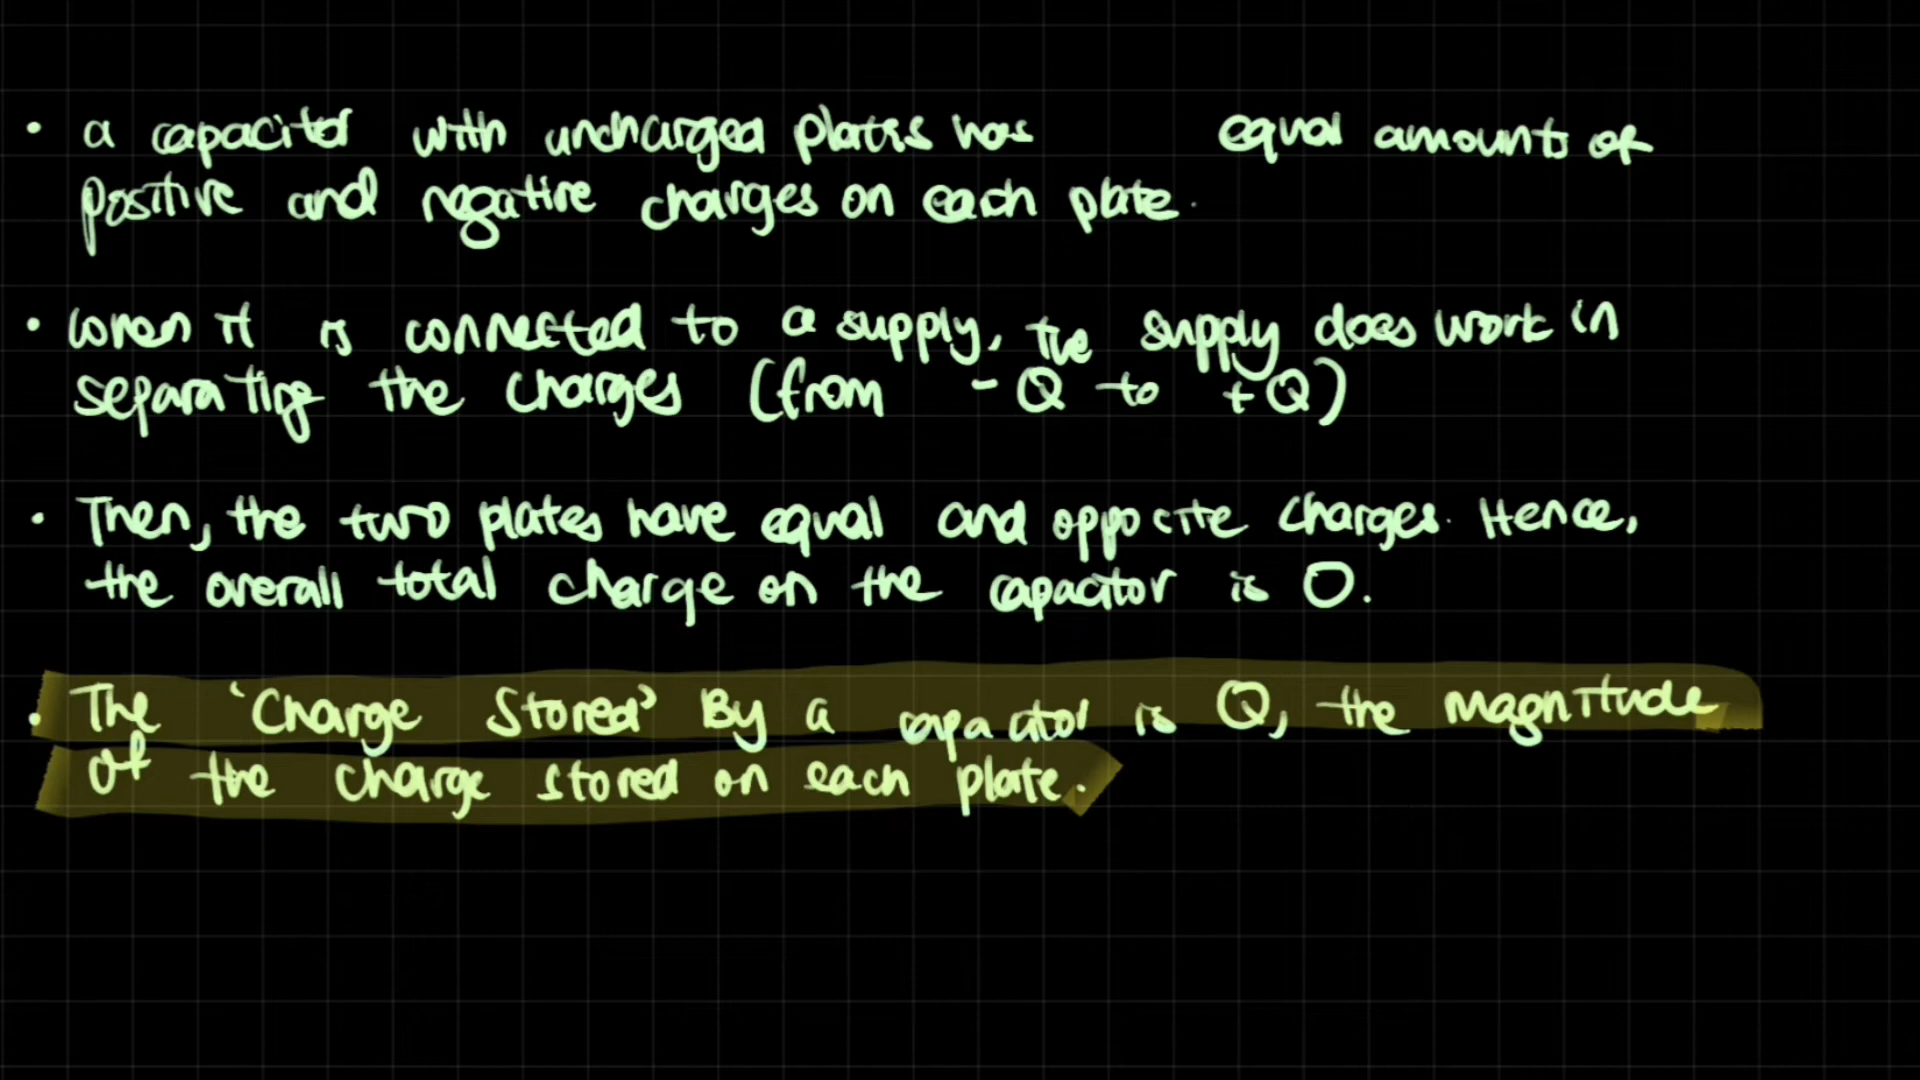 • a capacitor with uncharged plates has equal amounts of
positive and negative charges on each plate.
• When it is connected to a supply, the supply does work in
separating the charges (from -Q to +Q)
• Then, the two plates have equal and opposite charges. Hence,
the overall total charge on the capacitor is 0.
• The 'Charge Stored' By a capacitor is Q, the magnitude
of the charge stored on each plate.